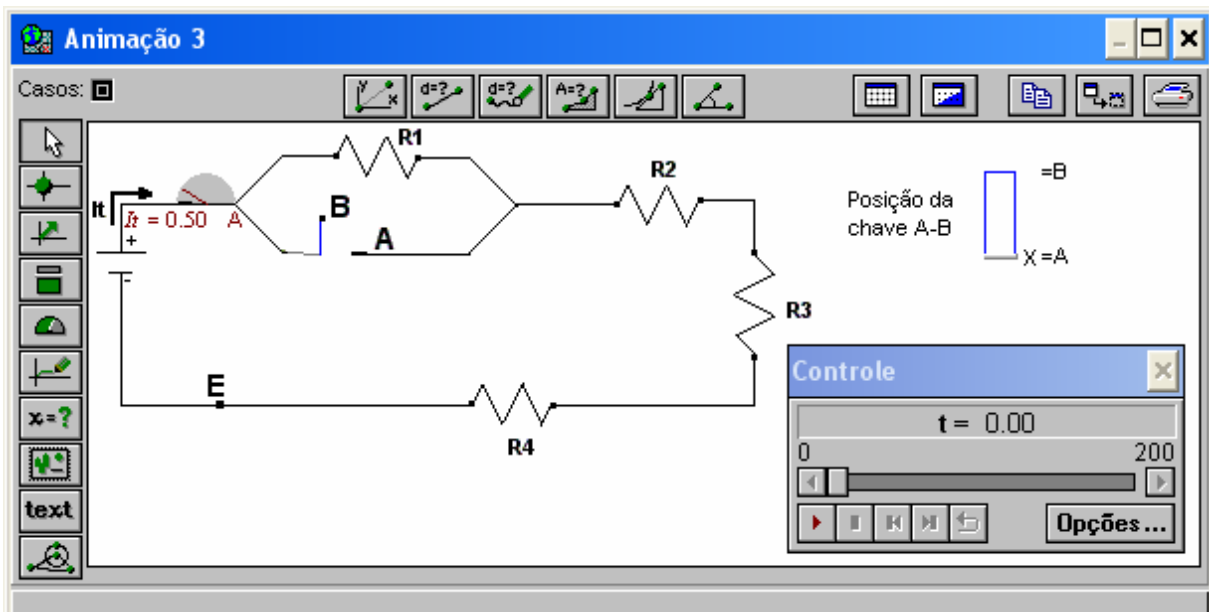 Animação 3
Casos:
y x d=? d=? A=?
R1
R2
=B
It
It = 0.50 A
B
Posição da
chave A-B
+
A
x =A
-
R3
Controle
E
x=?
t = 0.00
R4
0 200
text
Opções...